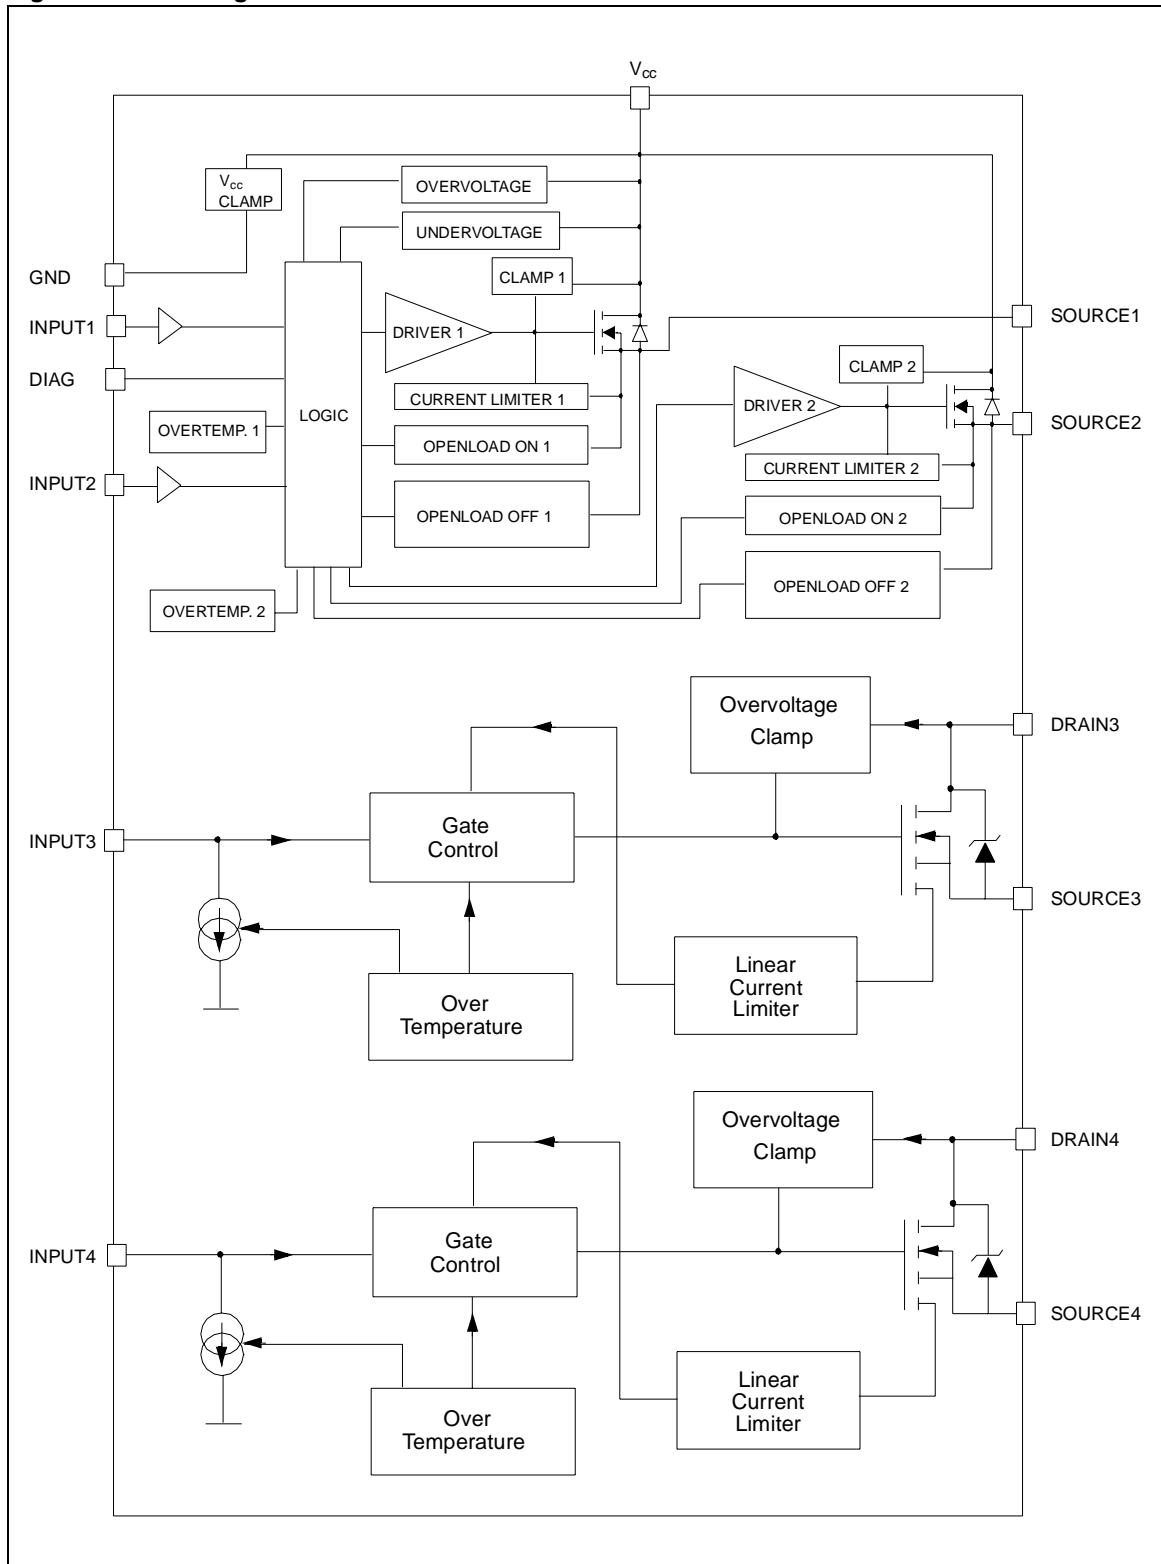 V_cc
V_cc
CLAMP
OVERVOLTAGE
UNDERVOLTAGE
GND
CLAMP 1
INPUT1
DRIVER 1
SOURCE1
DIAG
CLAMP 2
LOGIC
CURRENT LIMITER 1
DRIVER 2
OVERTEMP. 1
SOURCE2
OPENLOAD ON 1
CURRENT LIMITER 2
INPUT2
OPENLOAD OFF 1
OPENLOAD ON 2
OPENLOAD OFF 2
OVERTEMP. 2
Overvoltage
Clamp
DRAIN3
INPUT3
Gate
Control
SOURCE3
Linear
Current
Limiter
Over
Temperature
Overvoltage
Clamp
DRAIN4
INPUT4
Gate
Control
SOURCE4
Linear
Current
Limiter
Over
Temperature